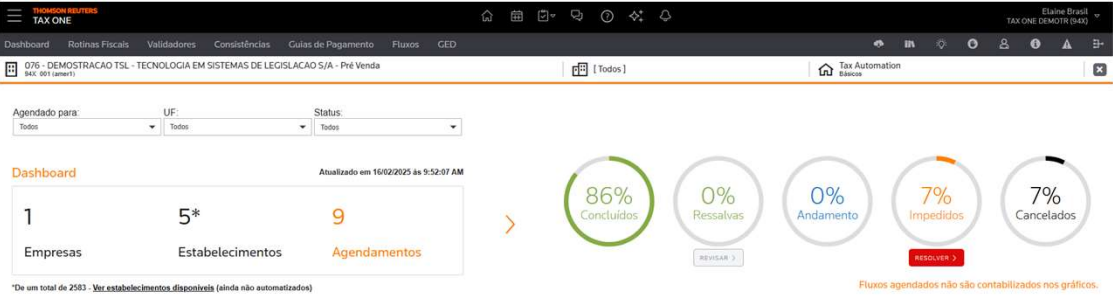 THOMSON REUTERS
TAX ONE
Elaine Brasil
TAX ONE DEMOTR (94X)
Dashboard Rotinas Fiscais Validadores Consistências Guias de Pagamento Fluxos GED
076 - DEMOSTRACAO TSL - TECNOLOGIA EM SISTEMAS DE LEGISLACAO S/A - Pré Venda
94X: 001 (amer1)
[ Todos ]
Tax Automation
Básicos
Agendado para: UF: Status:
Todos Todos Todos
Dashboard
Atualizado em 16/02/2025 às 9:52:07 AM
1 5* 9
Empresas Estabelecimentos Agendamentos
86% 0% 0% 7% 7%
Concluídos Ressalvas Andamento Impedidos Cancelados
REVISAR > RESOLVER >
*De um total de 2583 - Ver estabelecimentos disponíveis (ainda não automatizados)
Fluxos agendados não são contabilizados nos gráficos.